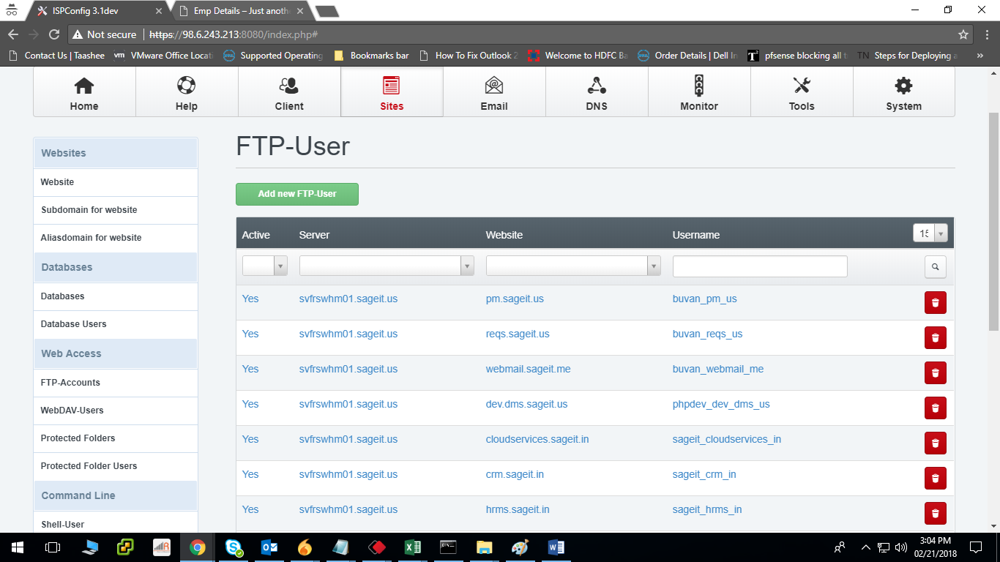 ISPConfig 3.1dev
Emp Details – Just anoth
Not secure https://98.6.243.213:8080/index.php#
Contact Us | Taashee vm VMware Office Locati Supported Operating Bookmarks bar How To Fix Outlook 2 Welcome to HDFC Ba Order Details | Dell In T² pfsense blocking all t TN Steps for Deploying a »
Home Help Client Sites Email DNS Monitor Tools System
Websites
Website
Subdomain for website
Aliasdomain for website
Databases
Databases
Database Users
Web Access
FTP-Accounts
WebDAV-Users
Protected Folders
Protected Folder Users
Command Line
Shell-User
FTP-User
Add new FTP-User
Active Server Website Username 15
Yes svfrswhm01.sageit.us pm.sageit.us buvan_pm_us
Yes svfrswhm01.sageit.us reqs.sageit.us buvan_reqs_us
Yes svfrswhm01.sageit.us webmail.sageit.me buvan_webmail_me
Yes svfrswhm01.sageit.us dev.dms.sageit.us phpdev_dev_dms_us
Yes svfrswhm01.sageit.us cloudservices.sageit.in sageit_cloudservices_in
Yes svfrswhm01.sageit.us crm.sageit.in sageit_crm_in
Yes svfrswhm01.sageit.us hrms.sageit.in sageit_hrms_in
3:04 PM
02/21/2018